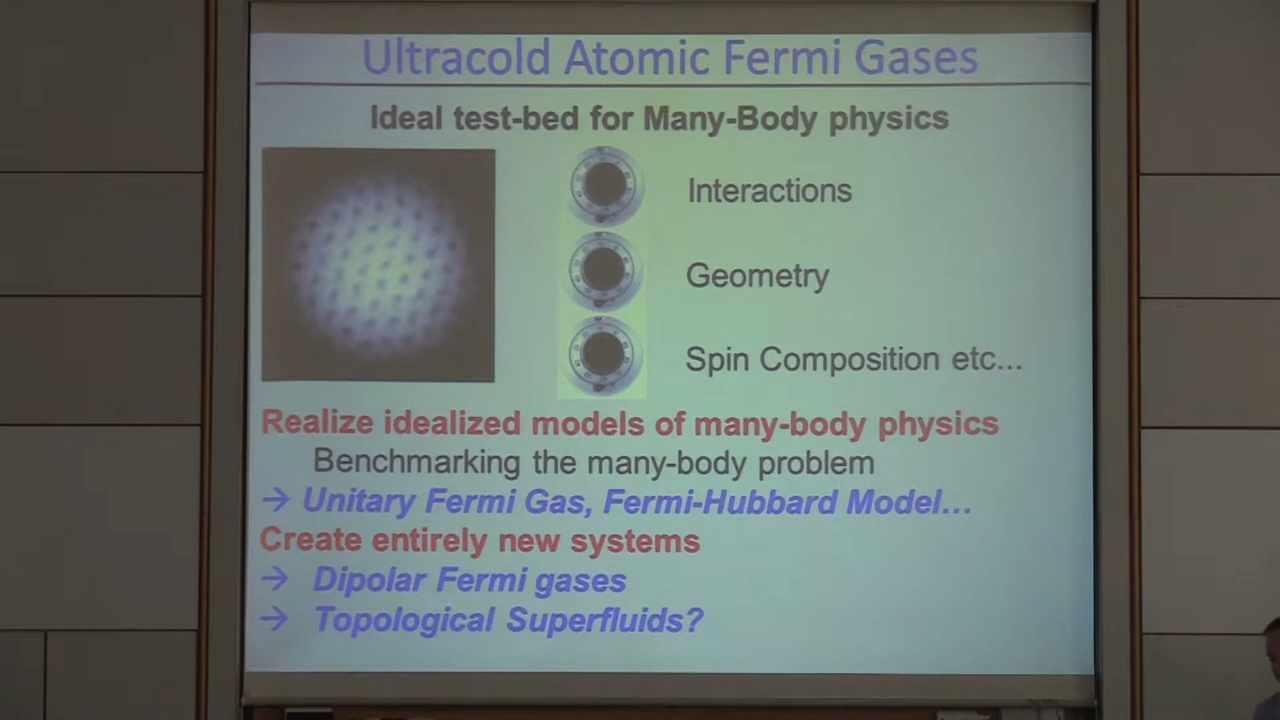 Ultracold Atomic Fermi Gases
Ideal test-bed for Many-Body physics
Interactions
Geometry
Spin Composition etc...
Realize idealized models of many-body physics
Benchmarking the many-body problem
→ Unitary Fermi Gas, Fermi-Hubbard Model...
Create entirely new systems
→ Dipolar Fermi gases
→ Topological Superfluids?